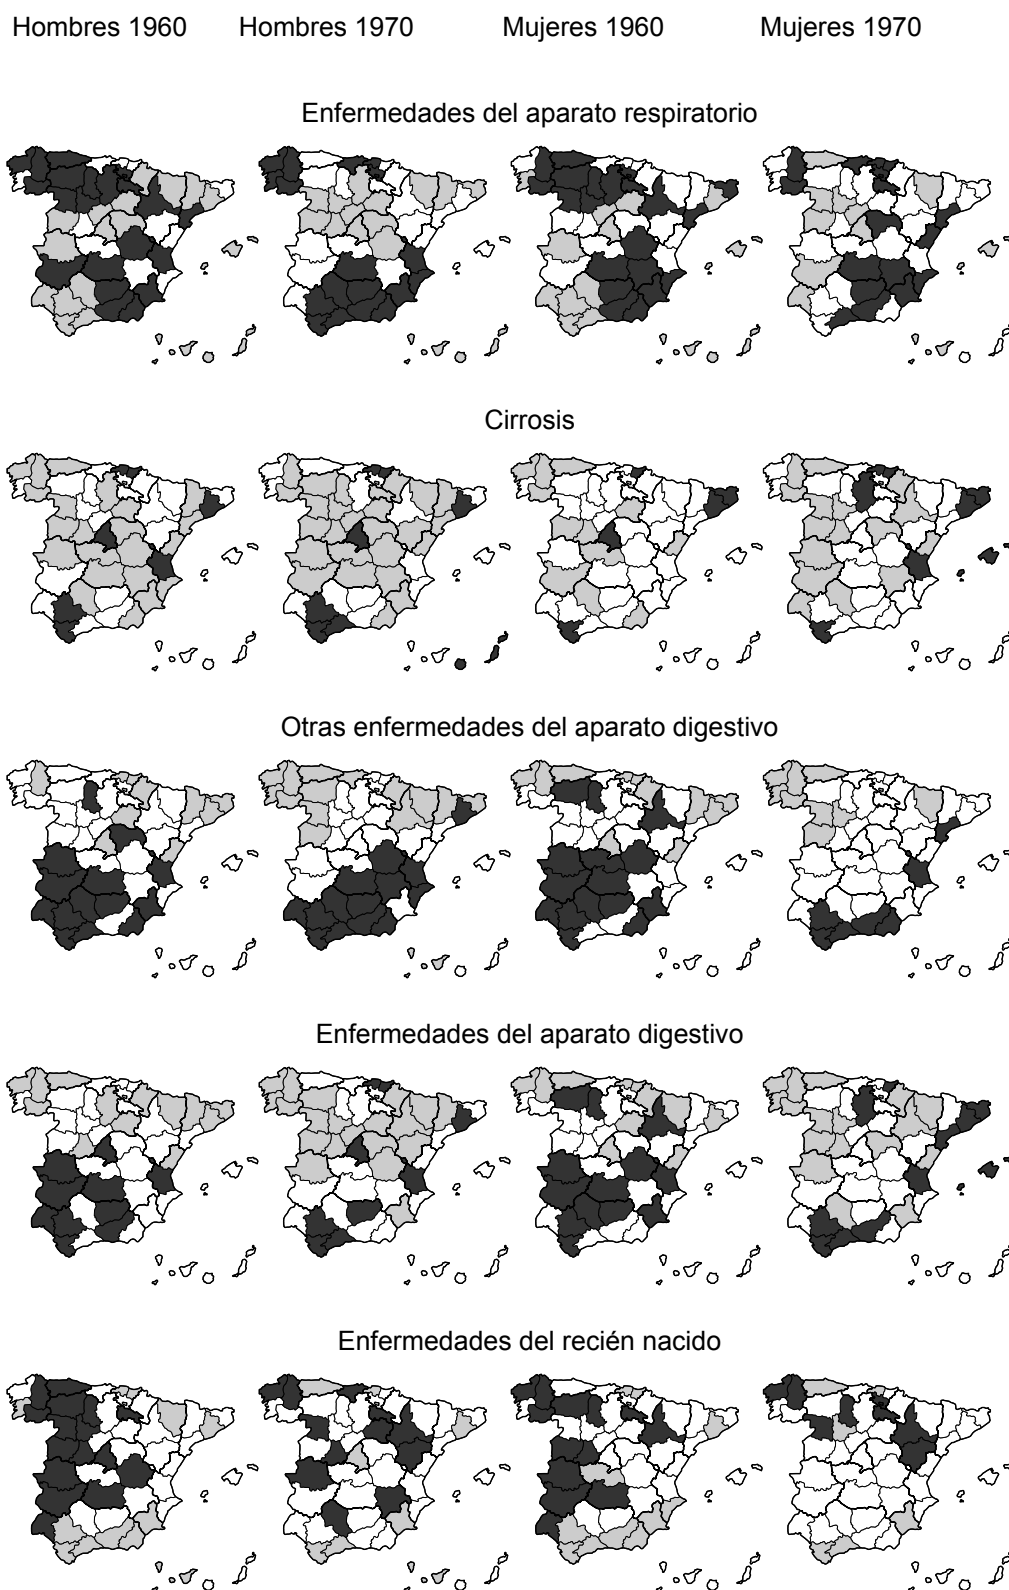 Hombres 1960 Hombres 1970 Mujeres 1960 Mujeres 1970
Enfermedades del aparato respiratorio
Cirrosis
Otras enfermedades del aparato digestivo
Enfermedades del aparato digestivo
Enfermedades del recién nacido